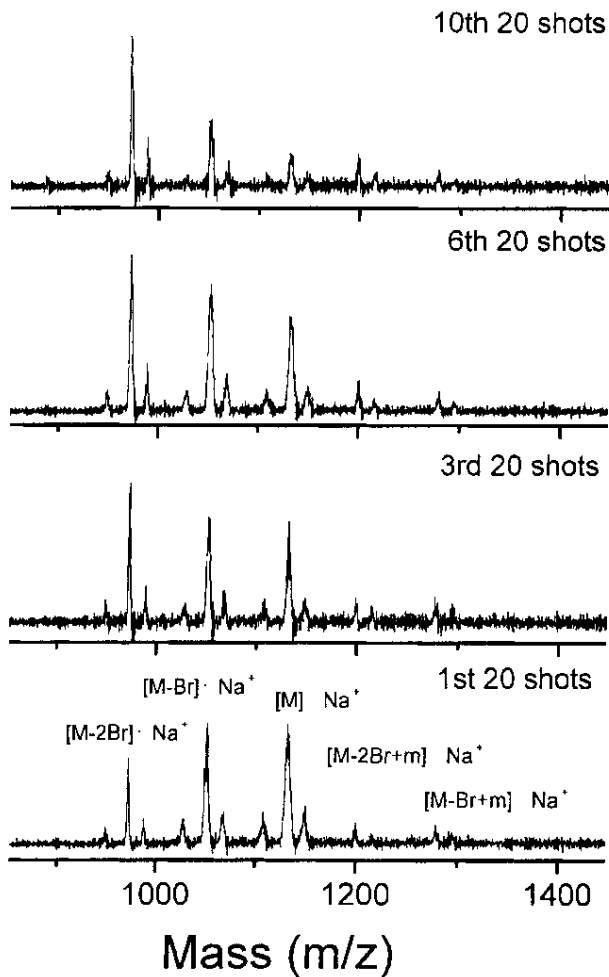 10th 20 shots
6th 20 shots
3rd 20 shots
1st 20 shots
[M-Br]· Na⁺
[M] Na⁺
[M-2Br]· Na⁺
[M-2Br+m] Na⁺
[M-Br+m] Na⁺
1000 1200 1400
Mass (m/z)